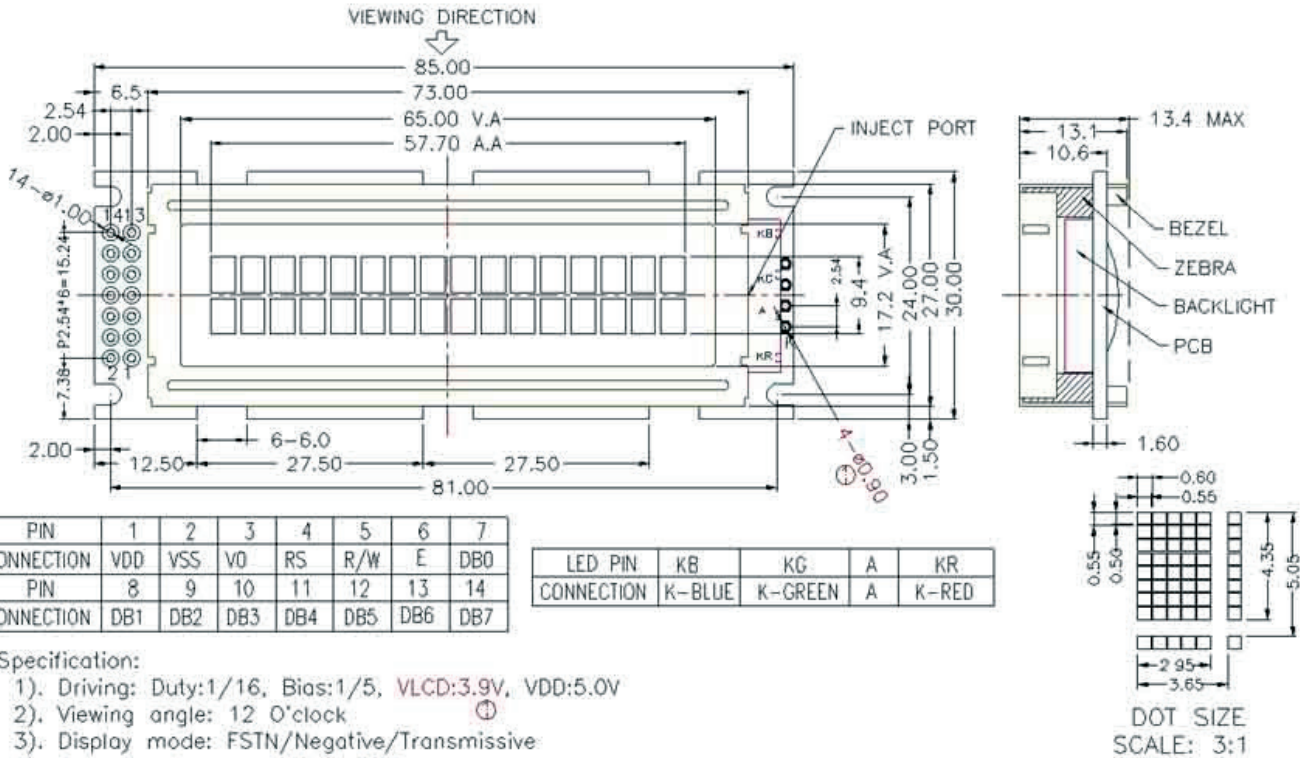 VIEWING DIRECTION
85.00
6.5 73.00
2.54 65.00 V.A
2.00 57.70 A.A
INJECT PORT
14-ø1.00
14 13
2 1
P2.54*6=15.24
7.38
KB
KG
A
KR
2.54
9.4
17.2 V.A
24.00
27.00
30.00
2.00
6-6.0
12.50 27.50 27.50
81.00
4-ø0.90
3.00
1.50
13.4 MAX
13.1
10.6
BEZEL
ZEBRA
BACKLIGHT
PCB
1.60
PIN 1 2 3 4 5 6 7
ONNECTION VDD VSS V0 RS R/W E DB0
PIN 8 9 10 11 12 13 14
ONNECTION DB1 DB2 DB3 DB4 DB5 DB6 DB7
LED PIN KB KG A KR
CONNECTION K-BLUE K-GREEN A K-RED
0.60
0.55
0.55
0.50
4.35
5.05
2.95
3.65
DOT SIZE
SCALE: 3:1
Specification:
1). Driving: Duty:1/16, Bias:1/5, VLCD:3.9V, VDD:5.0V
2). Viewing angle: 12 O'clock
3). Display mode: FSTN/Negative/Transmissive